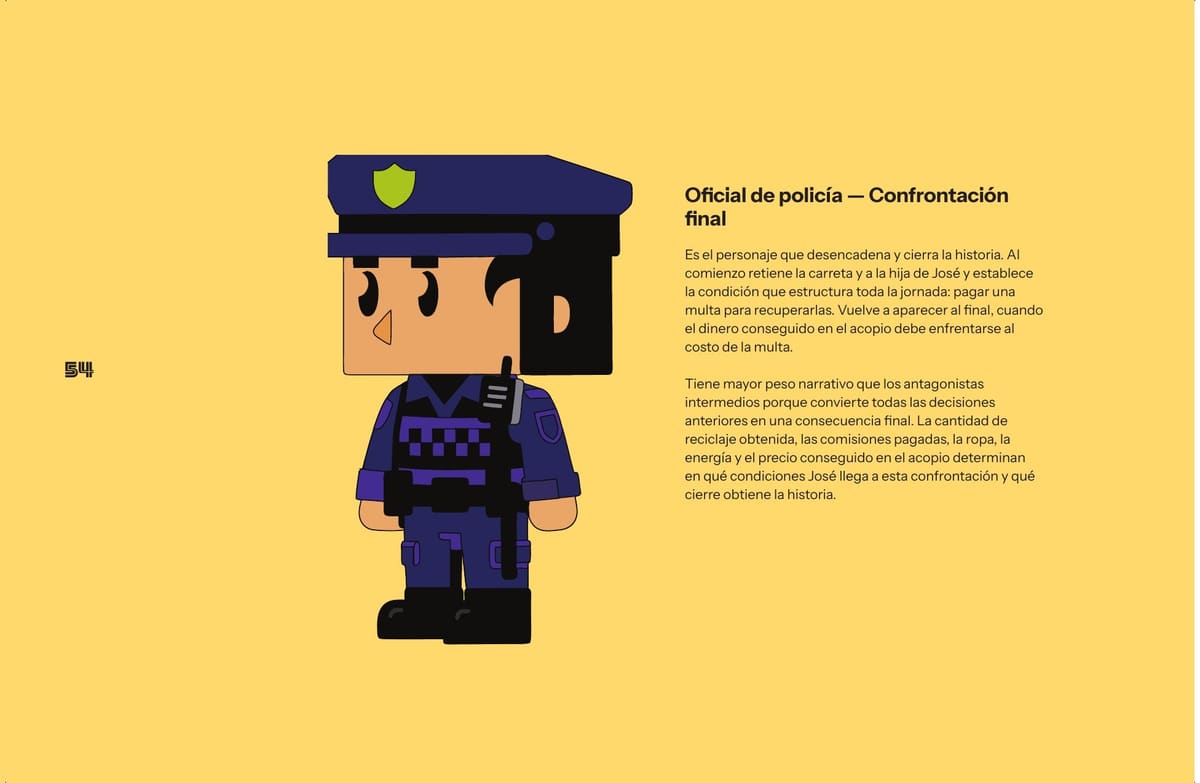 54
Oficial de policía — Confrontación
final
Es el personaje que desencadena y cierra la historia. Al
comienzo retiene la carreta y a la hija de José y establece
la condición que estructura toda la jornada: pagar una
multa para recuperarlas. Vuelve a aparecer al final, cuando
el dinero conseguido en el acopio debe enfrentarse al
costo de la multa.
Tiene mayor peso narrativo que los antagonistas
intermedios porque convierte todas las decisiones
anteriores en una consecuencia final. La cantidad de
reciclaje obtenida, las comisiones pagadas, la ropa, la
energía y el precio conseguido en el acopio determinan
en qué condiciones José llega a esta confrontación y qué
cierre obtiene la historia.